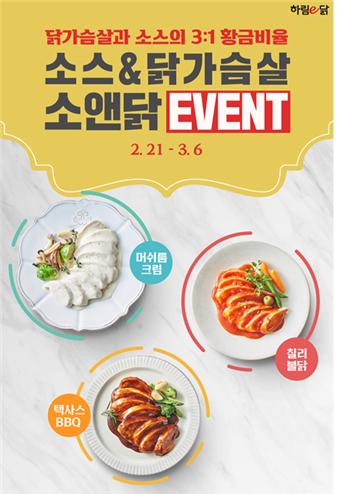 하림e닭
닭가슴살과 소스의 3:1 황금비율
소스&닭가슴살
소앤닭 EVENT
2. 21 - 3. 6
머쉬룸
크림
칠리
불닭
텍사스
BBQ